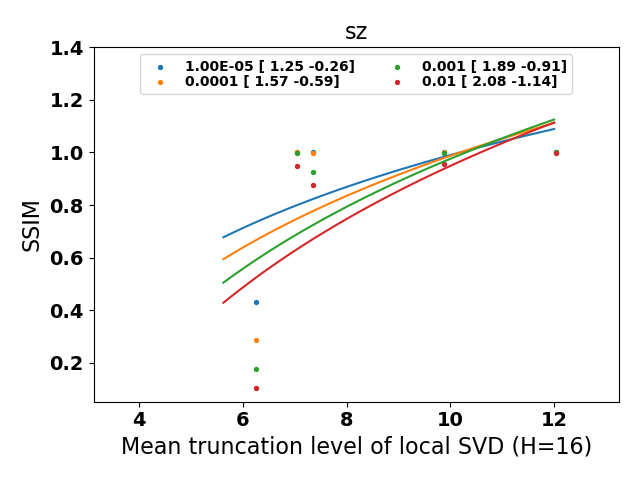 sz
1.4
1.00E-05 [ 1.25 -0.26] 0.001 [ 1.89 -0.91]
0.0001 [ 1.57 -0.59] 0.01 [ 2.08 -1.14]
1.2
1.0
0.8
0.6
0.4
0.2
SSIM
4 6 8 10 12
Mean truncation level of local SVD (H=16)